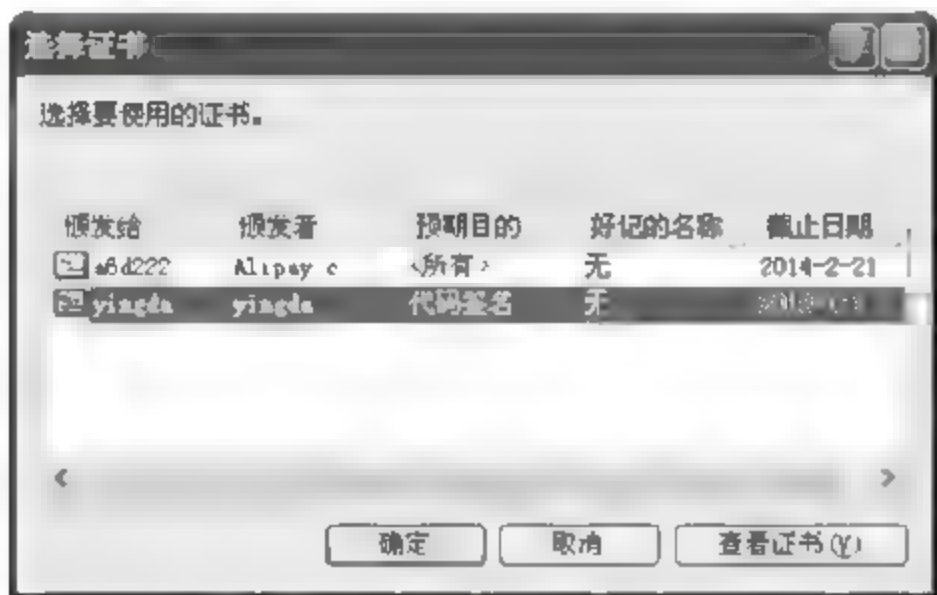 选择证书
选择要使用的证书。
颁发给 颁发者 预期目的 好记的名称 截止日期
a6d222 Alipay c <所有> 无 2014-2-21
yingda yingda 代码签名 无
确定 取消 查看证书(V)